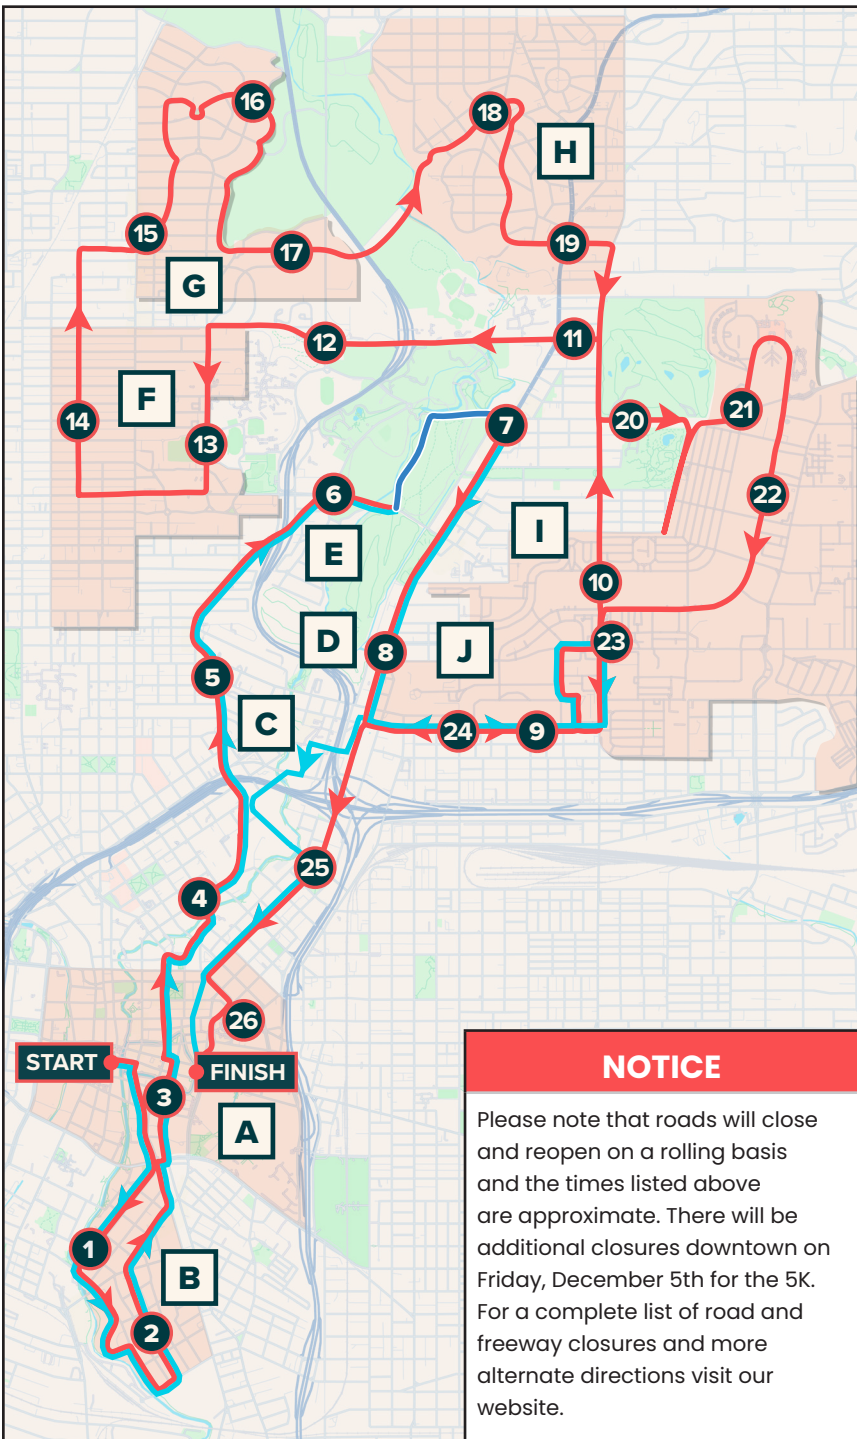 16
18
H
15
19
17
G
11
12
F
14
13
20
21
7
6
22
I
E
10
D
8
J
23
5
C
24
9
25
4
26
START
FINISH
3
A
1
B
2
NOTICE
Please note that roads will close
and reopen on a rolling basis
and the times listed above
are approximate. There will be
additional closures downtown on
Friday, December 5th for the 5K.
For a complete list of road and
freeway closures and more
alternate directions visit our
website.